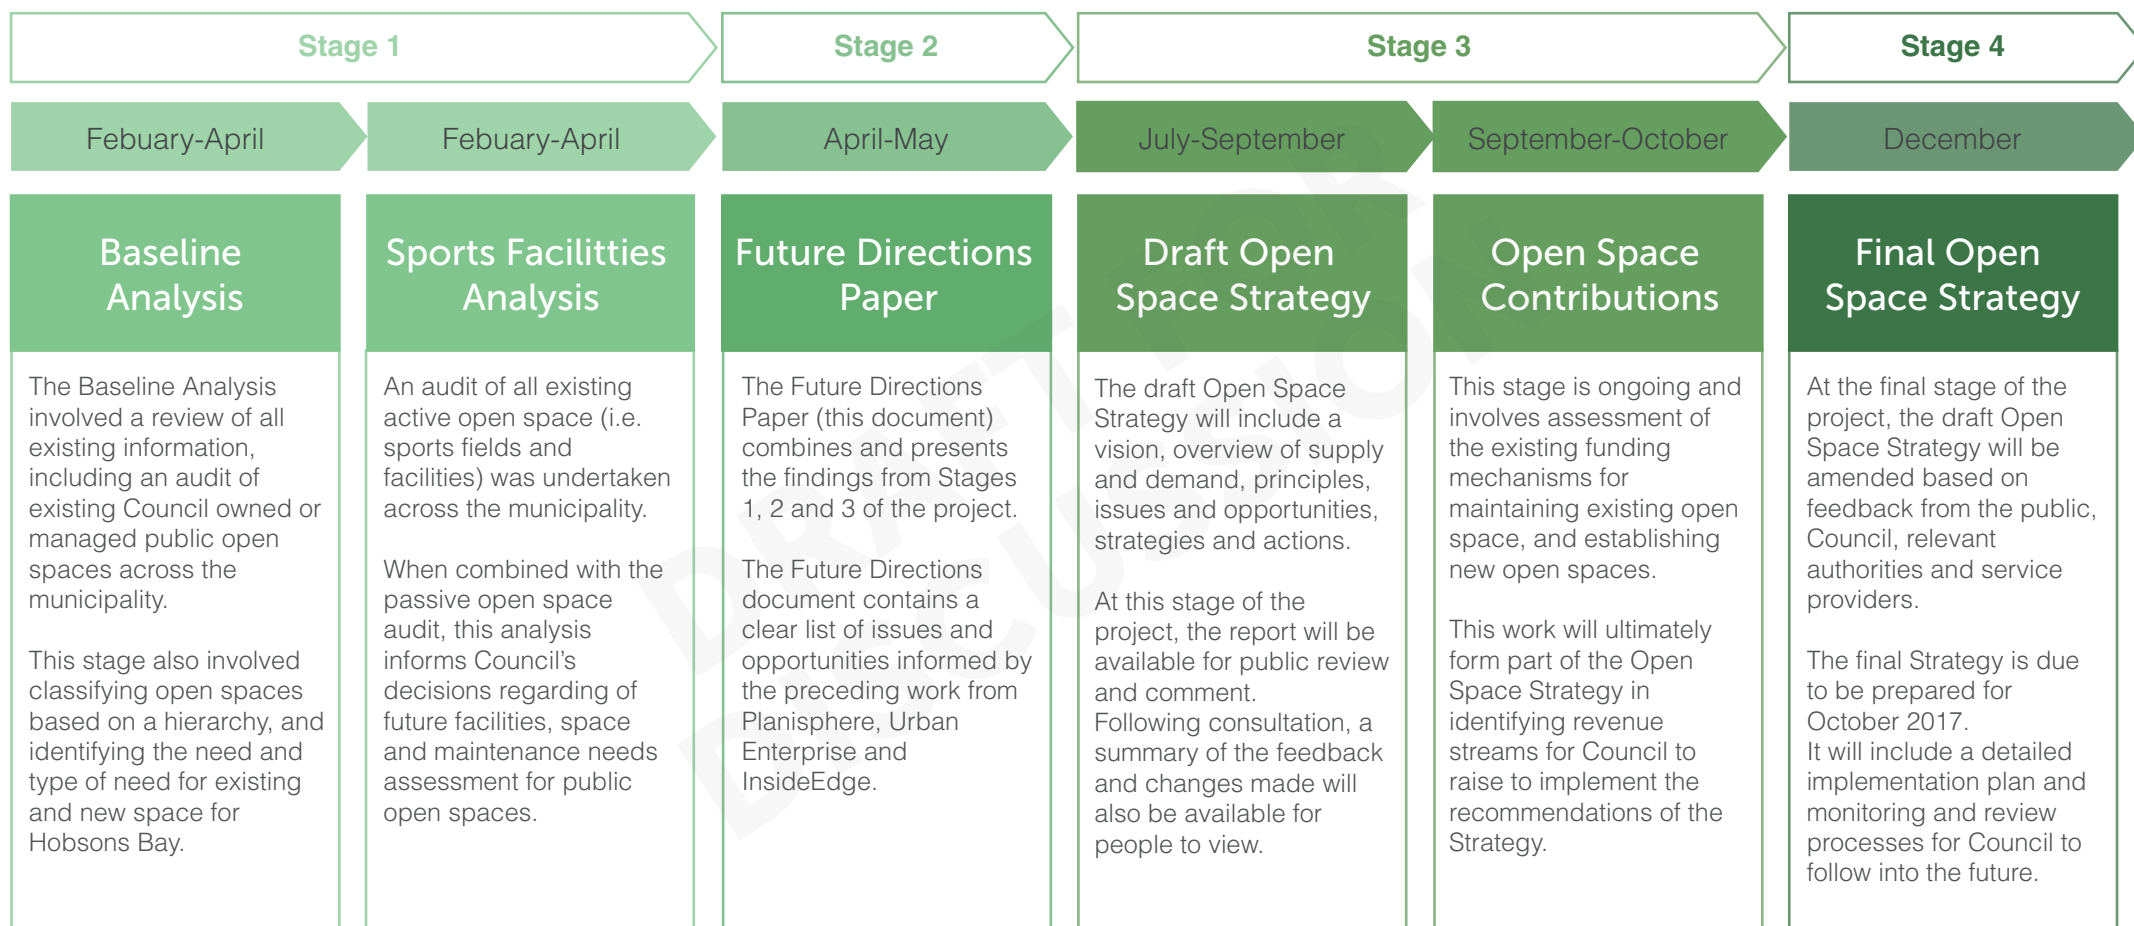 Stage 1
Stage 2
Stage 3
Stage 4
Febuary-April
Febuary-April
April-May
July-September
September-October
December
Baseline
Analysis
The Baseline Analysis
involved a review of all
existing information,
including an audit of
existing Council owned or
managed public open
spaces across the
municipality.
This stage also involved
classifying open spaces
based on a hierarchy, and
identifying the need and
type of need for existing
and new space for
Hobsons Bay.
Sports Facilitties
Analysis
An audit of all existing
active open space (i.e.
sports fields and
facilities) was undertaken
across the municipality.
When combined with the
passive open space
audit, this analysis
informs Council's
decisions regarding of
future facilities, space
and maintenance needs
assessment for public
open spaces.
Future Directions
Paper
The Future Directions
Paper (this document)
combines and presents
the findings from Stages
1, 2 and 3 of the project.
The Future Directions
document contains a
clear list of issues and
opportunities informed by
the preceding work from
Planisphere, Urban
Enterprise and
InsideEdge.
Draft Open
Space Strategy
The draft Open Space
Strategy will include a
vision, overview of supply
and demand, principles,
issues and opportunities,
strategies and actions.
At this stage of the
project, the report will be
available for public review
and comment.
Following consultation, a
summary of the feedback
and changes made will
also be available for
people to view.
Open Space
Contributions
This stage is ongoing and
involves assessment of
the existing funding
mechanisms for
maintaining existing open
space, and establishing
new open spaces.
This work will ultimately
form part of the Open
Space Strategy in
identifying revenue
streams for Council to
raise to implement the
recommendations of the
Strategy.
Final Open
Space Strategy
At the final stage of the
project, the draft Open
Space Strategy will be
amended based on
feedback from the public,
Council, relevant
authorities and service
providers.
The final Strategy is due
to be prepared for
October 2017.
It will include a detailed
implementation plan and
monitoring and review
processes for Council to
follow into the future.
DRAFT FOR
DISCUSSION